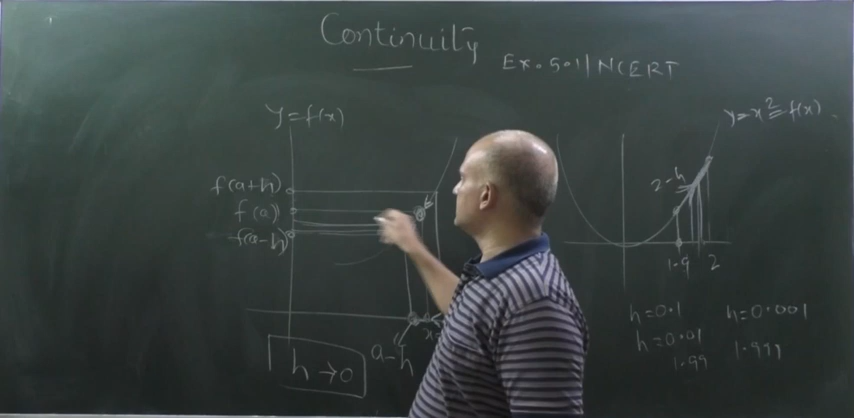 Continuity
Ex. 5.1 | NCERT
Y=f(x)
y=x²=f(x)
f(a+h)
f(a)
f(a-h)
2-h
1.9
2
h=0.1
h=0.001
h=0.01
1.99
1.999
a-h
h→0